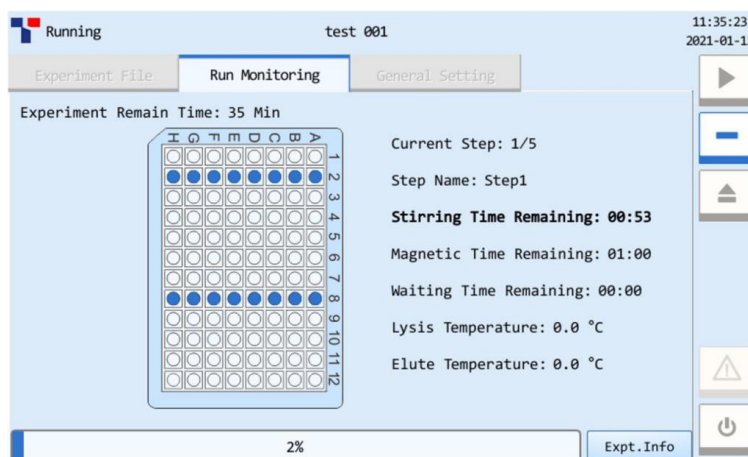 Running
test 001
11:35:23
Experiment File
Run Monitoring
General Setting
Experiment Remain Time: 35 Min
H G F E D C B A
1
2
3
4
5
6
7
8
9
10
11
12
Current Step: 1/5
Step Name: Step1
Stirring Time Remaining: 00:53
Magnetic Time Remaining: 01:00
Waiting Time Remaining: 00:00
Lysis Temperature: 0.0 °C
Elute Temperature: 0.0 °C
2%
Expt.Info